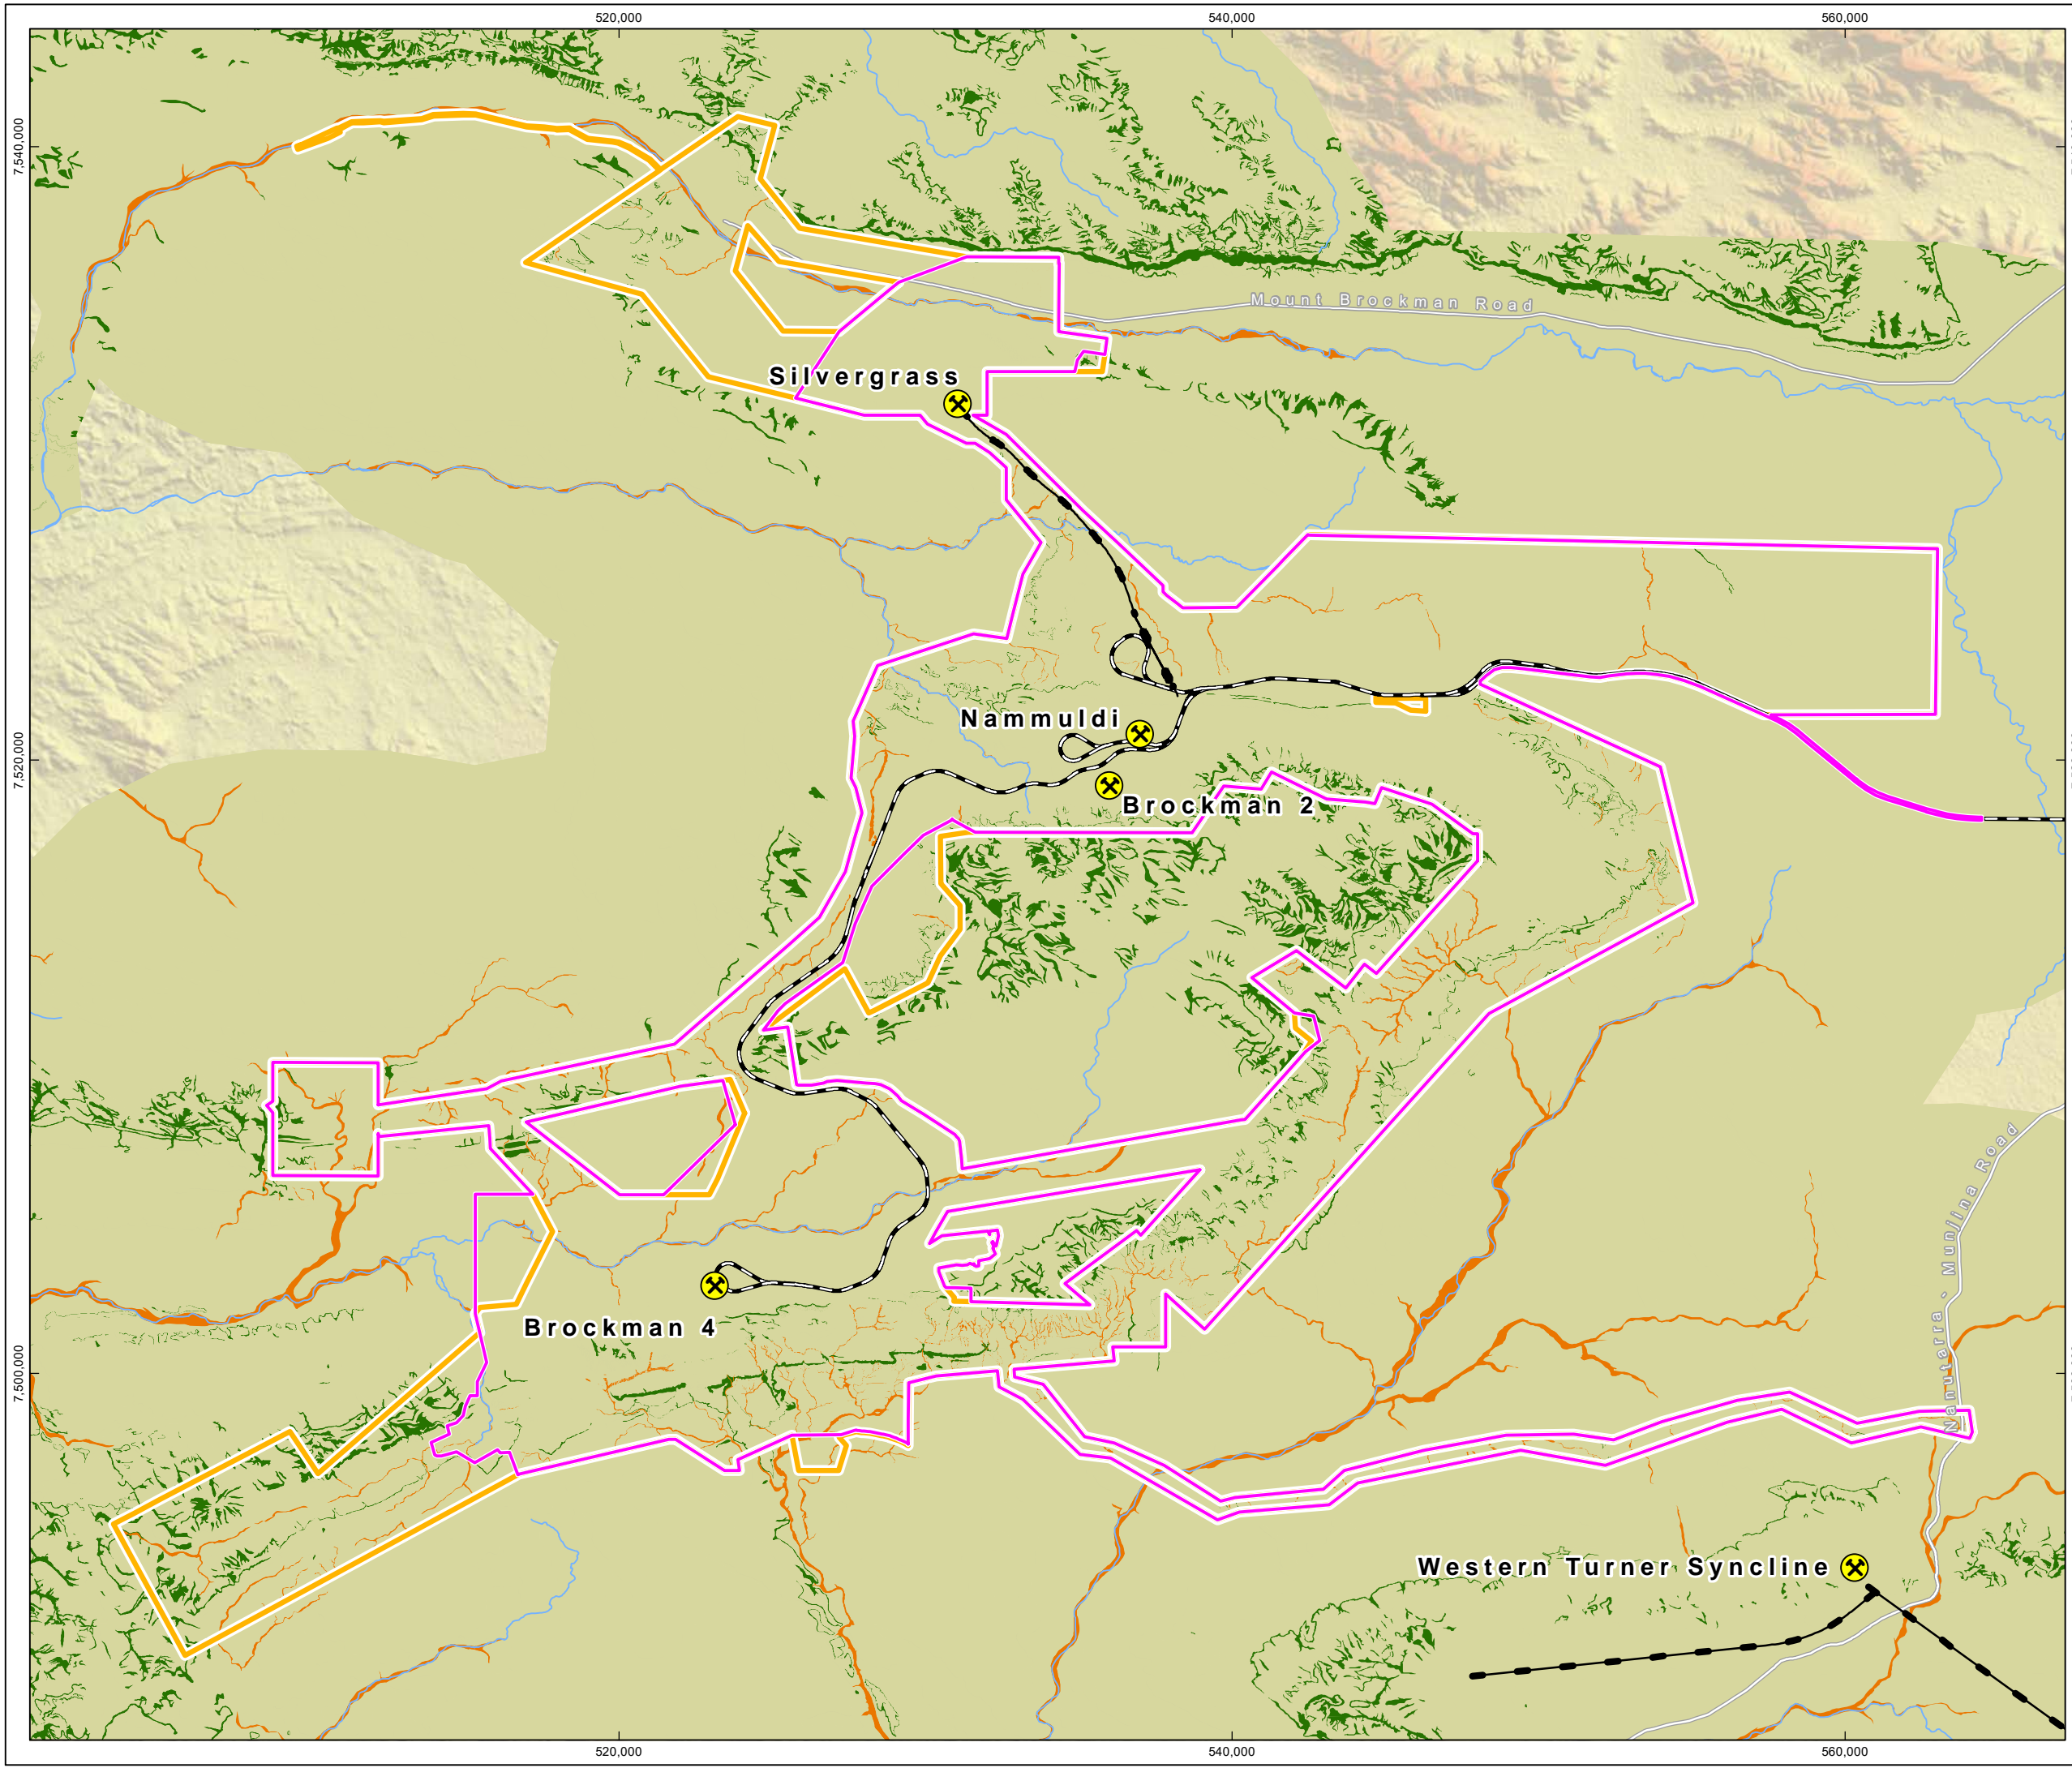 520,000 540,000 560,000
7,540,000
Mount Brockman Road
Silvergrass
Nammuldi
7,520,000
Brockman 2
Nanutarra - Munjina Road
Brockman 4
7,500,000
Western Turner Syncline
520,000 540,000 560,000